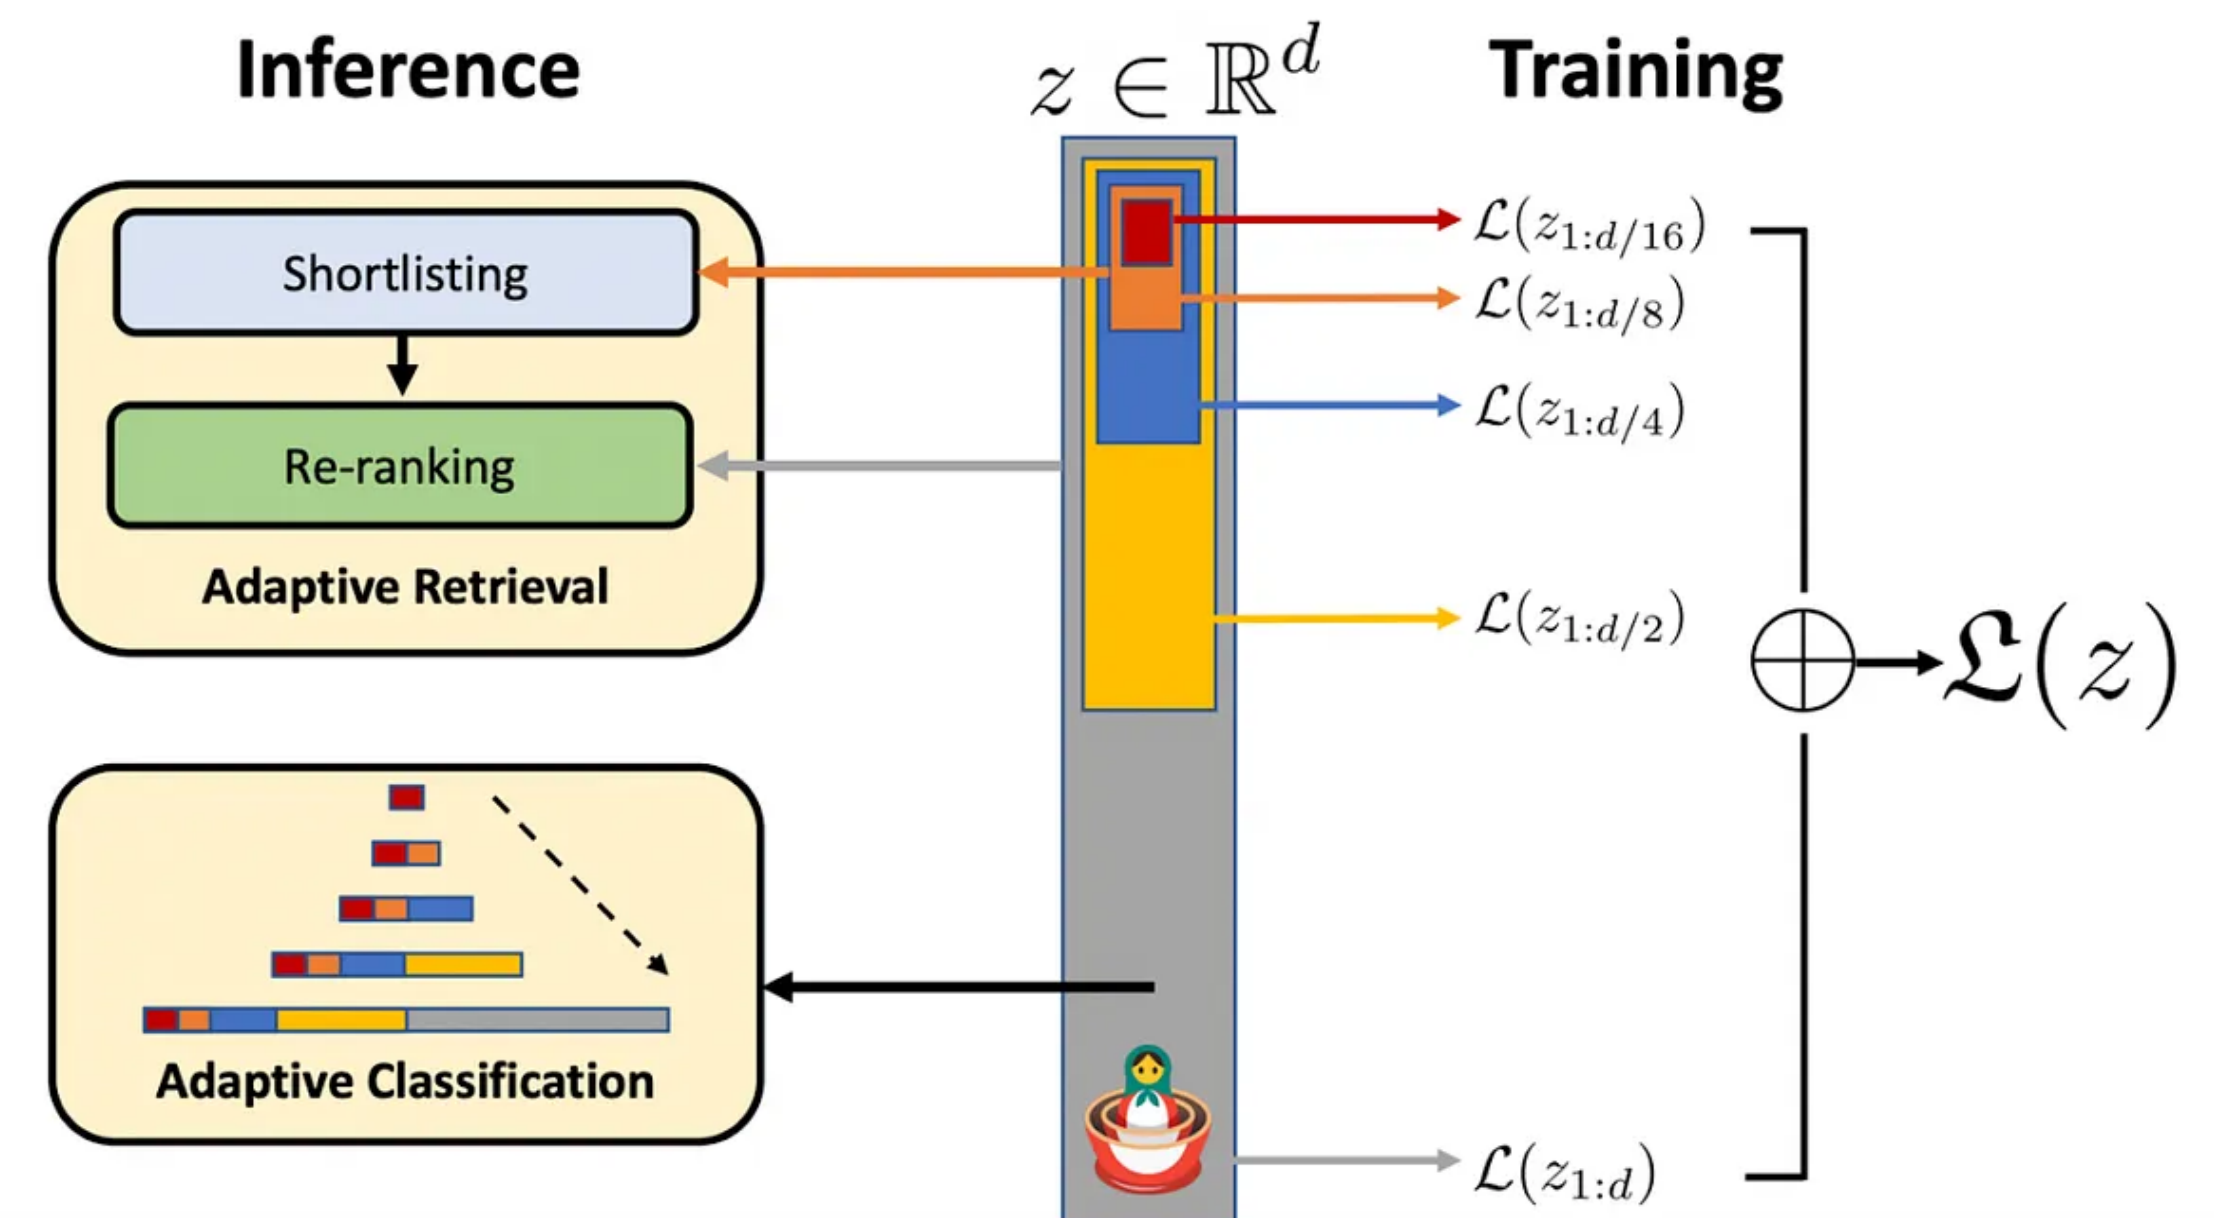 Inference
Shortlisting
Re-ranking
Adaptive Retrieval
Adaptive Classification
z ∈ ℝ^d
Training
ℒ(z_{1:d/16})
ℒ(z_{1:d/8})
ℒ(z_{1:d/4})
ℒ(z_{1:d/2})
ℒ(z_{1:d})
𝕷(z)